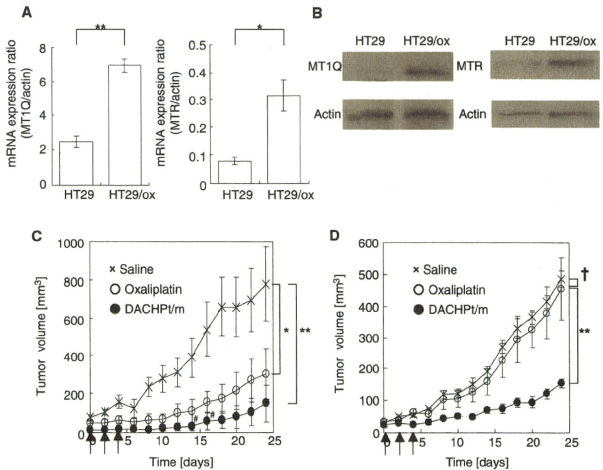 A
**
mRNA expression ratio
(MT1Q/actin)
8
6
4
2
0
HT29 HT29/ox
*
mRNA expression ratio
(MTR/actin)
0.4
0.3
0.2
0.1
0
HT29 HT29/ox
B
HT29 HT29/ox
MT1Q
Actin
HT29 HT29/ox
MTR
Actin
C
1000
800
600
400
200
0
Tumor volume [mm³]
× Saline
Oxaliplatin
DACHPt/m
* **
#
**#
0 5 10 15 20 25
Time [days]
D
600
500
400
300
200
100
0
Tumor volume [mm³]
× Saline
Oxaliplatin
DACHPt/m
†
**
0 5 10 15 20 25
Time [days]